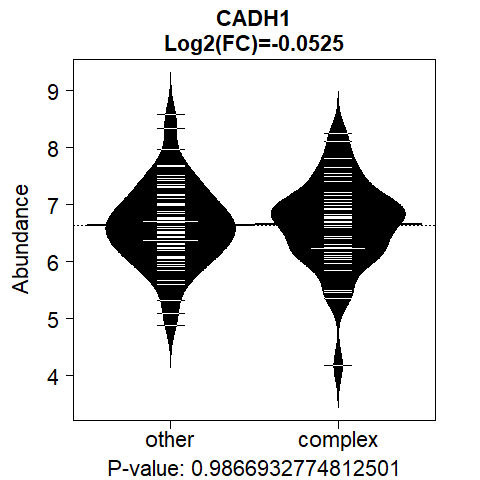 CADH1
Log2(FC)=-0.0525
Abundance
9
8
7
6
5
4
other complex
P-value: 0.9866932774812501